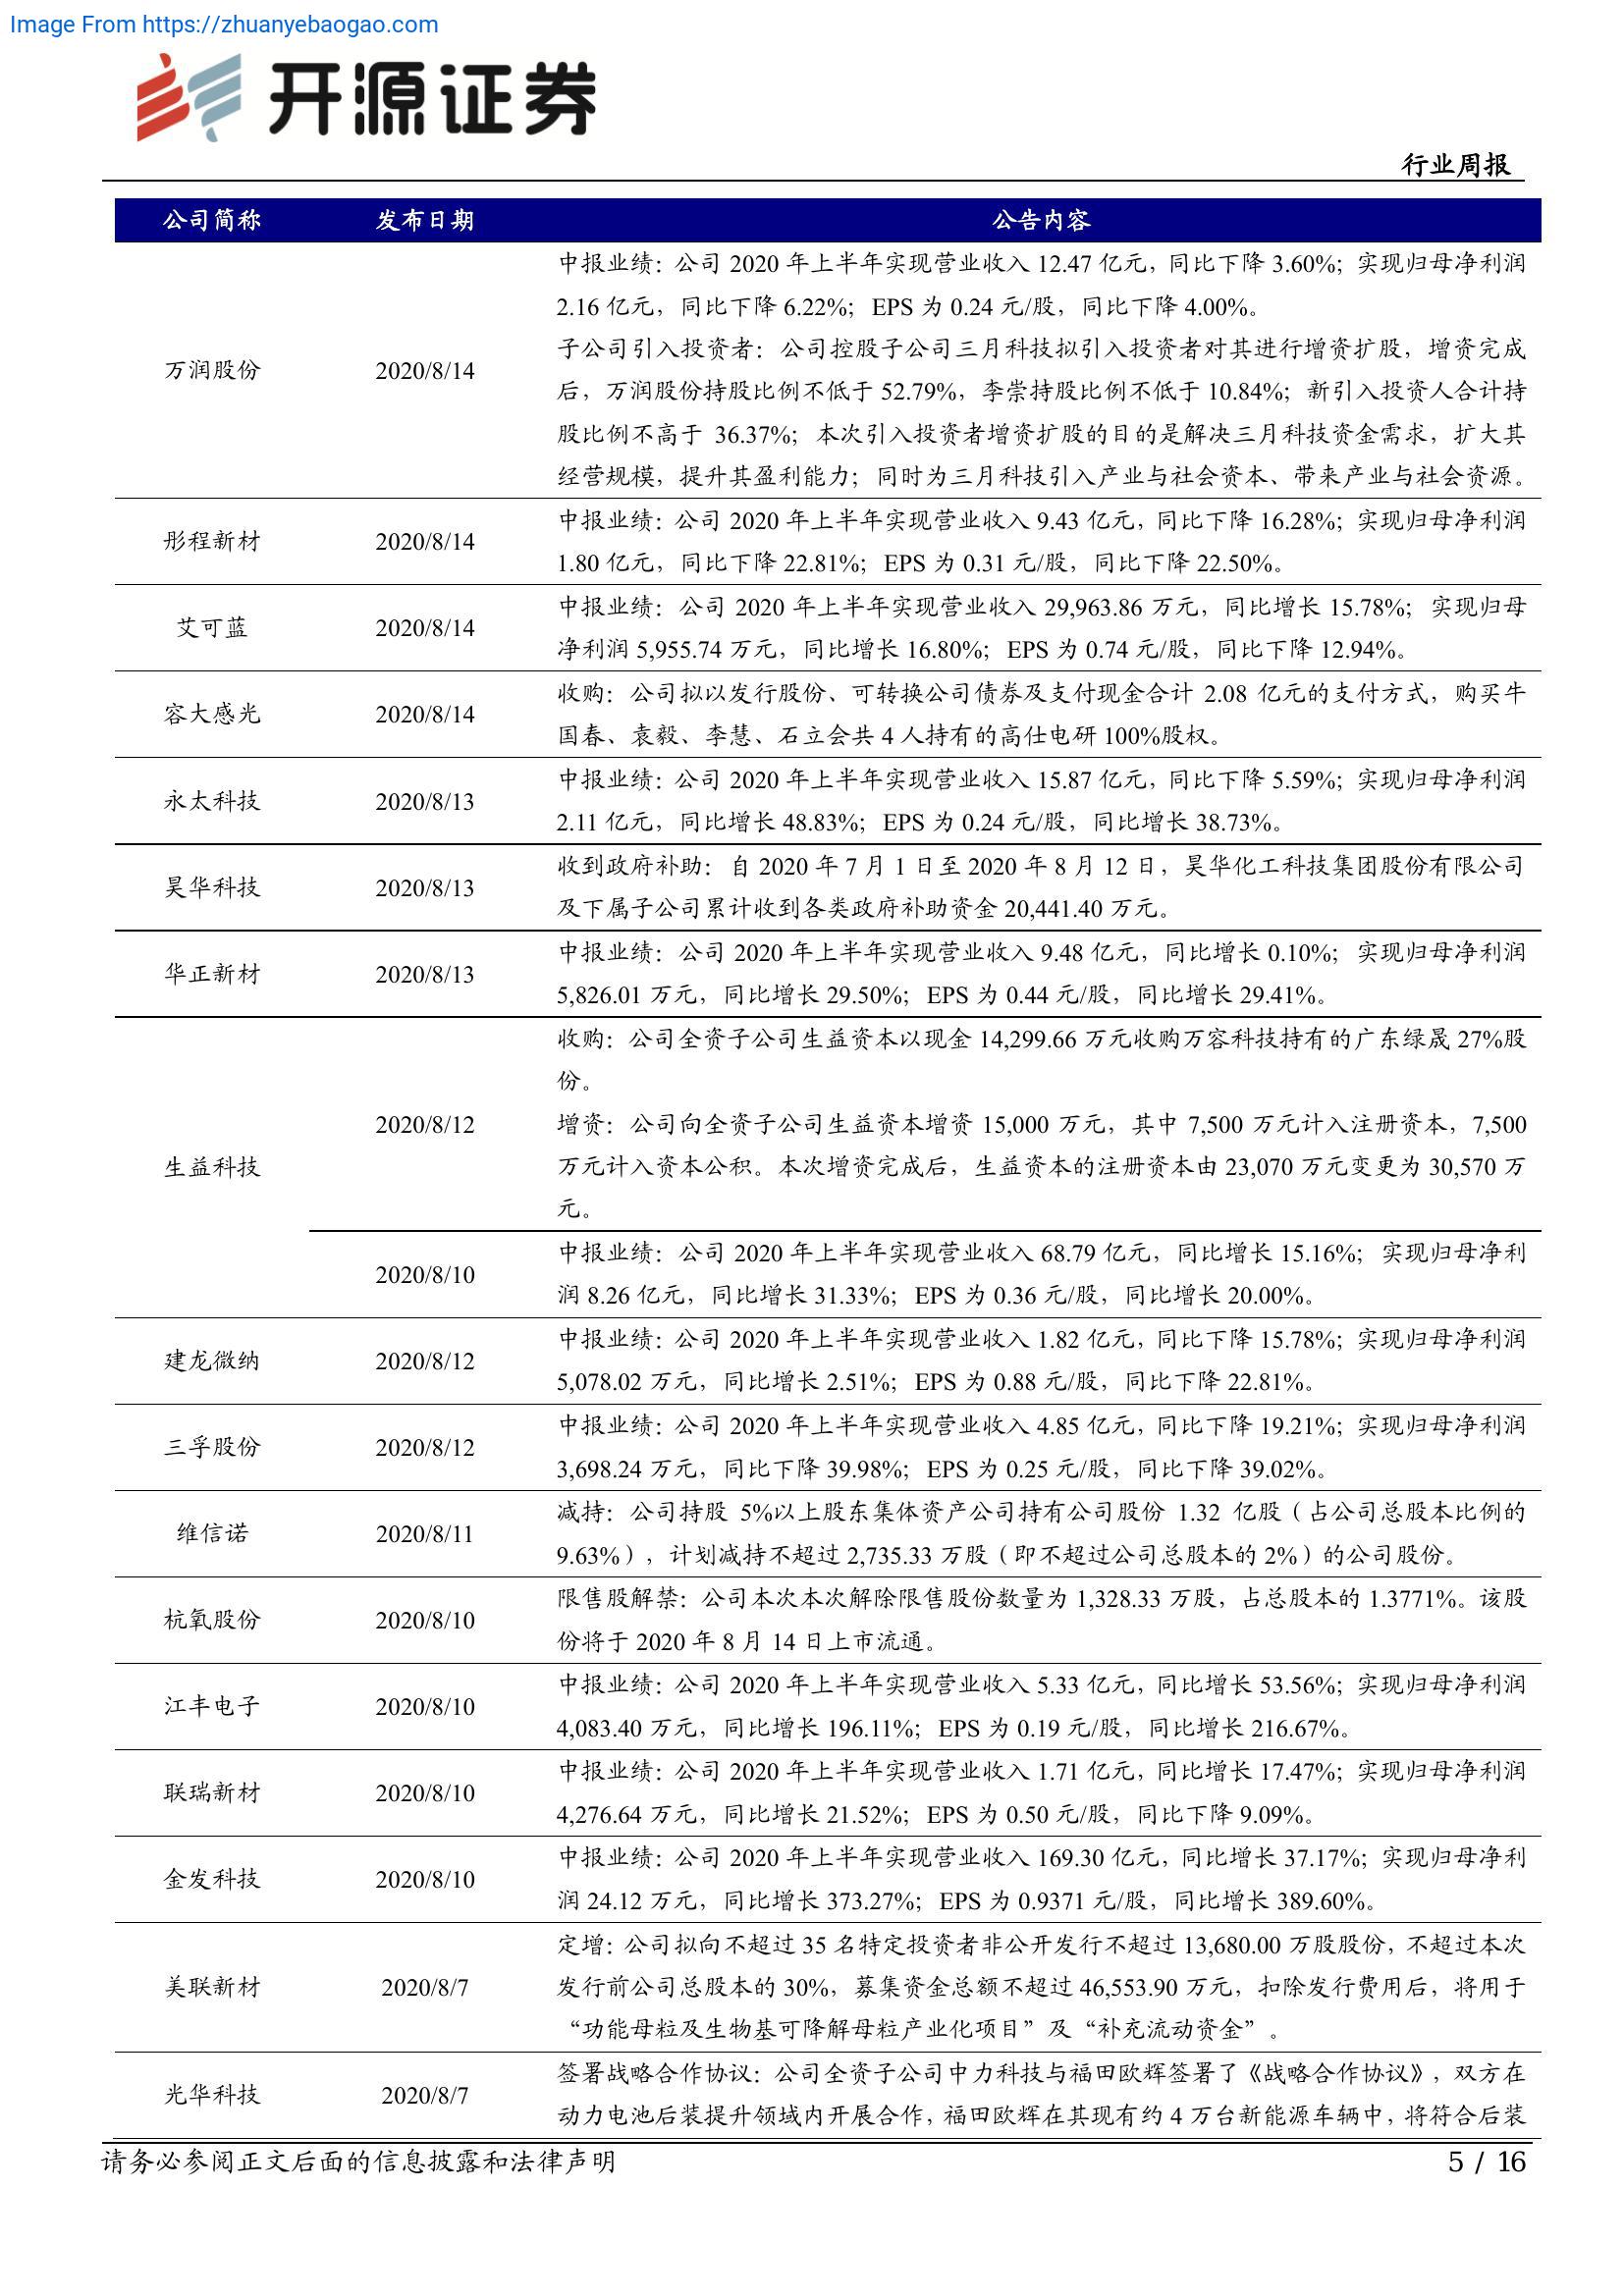 Image From https://zhuanyebaogao.com
开源证券
行业周报
公司简称 发布日期 公告内容
万润股份 2020/8/14
中报业绩：公司 2020 年上半年实现营业收入 12.47 亿元，同比下降 3.60%；实现归母净利润
2.16 亿元，同比下降 6.22%；EPS 为 0.24 元/股，同比下降 4.00%。
子公司引入投资者：公司控股子公司三月科技拟引入投资者对其进行增资扩股，增资完成
后，万润股份持股比例不低于 52.79%，李崇持股比例不低于 10.84%；新引入投资人合计持
股比例不高于 36.37%；本次引入投资者增资扩股的目的是解决三月科技资金需求，扩大其
经营规模，提升其盈利能力；同时为三月科技引入产业与社会资本、带来产业与社会资源。
彤程新材 2020/8/14
中报业绩：公司 2020 年上半年实现营业收入 9.43 亿元，同比下降 16.28%；实现归母净利润
1.80 亿元，同比下降 22.81%；EPS 为 0.31 元/股，同比下降 22.50%。
艾可蓝 2020/8/14
中报业绩：公司 2020 年上半年实现营业收入 29,963.86 万元，同比增长 15.78%；实现归母
净利润 5,955.74 万元，同比增长 16.80%；EPS 为 0.74 元/股，同比下降 12.94%。
容大感光 2020/8/14
收购：公司拟以发行股份、可转换公司债券及支付现金合计 2.08 亿元的支付方式，购买牛
国春、袁毅、李慧、石立会共 4 人持有的高仕电研 100%股权。
永太科技 2020/8/13
中报业绩：公司 2020 年上半年实现营业收入 15.87 亿元，同比下降 5.59%；实现归母净利润
2.11 亿元，同比增长 48.83%；EPS 为 0.24 元/股，同比增长 38.73%。
昊华科技 2020/8/13
收到政府补助：自 2020 年 7 月 1 日至 2020 年 8 月 12 日，昊华化工科技集团股份有限公司
及下属子公司累计收到各类政府补助资金 20,441.40 万元。
华正新材 2020/8/13
中报业绩：公司 2020 年上半年实现营业收入 9.48 亿元，同比增长 0.10%；实现归母净利润
5,826.01 万元，同比增长 29.50%；EPS 为 0.44 元/股，同比增长 29.41%。
生益科技 2020/8/12
收购：公司全资子公司生益资本以现金 14,299.66 万元收购万容科技持有的广东绿晟 27%股
份。
增资：公司向全资子公司生益资本增资 15,000 万元，其中 7,500 万元计入注册资本，7,500
万元计入资本公积。本次增资完成后，生益资本的注册资本由 23,070 万元变更为 30,570 万
元。
2020/8/10
中报业绩：公司 2020 年上半年实现营业收入 68.79 亿元，同比增长 15.16%；实现归母净利
润 8.26 亿元，同比增长 31.33%；EPS 为 0.36 元/股，同比增长 20.00%。
建龙微纳 2020/8/12
中报业绩：公司 2020 年上半年实现营业收入 1.82 亿元，同比下降 15.78%；实现归母净利润
5,078.02 万元，同比增长 2.51%；EPS 为 0.88 元/股，同比下降 22.81%。
三孚股份 2020/8/12
中报业绩：公司 2020 年上半年实现营业收入 4.85 亿元，同比下降 19.21%；实现归母净利润
3,698.24 万元，同比下降 39.98%；EPS 为 0.25 元/股，同比下降 39.02%。
维信诺 2020/8/11
减持：公司持股 5%以上股东集体资产公司持有公司股份 1.32 亿股（占公司总股本比例的
9.63%），计划减持不超过 2,735.33 万股（即不超过公司总股本的 2%）的公司股份。
杭氧股份 2020/8/10
限售股解禁：公司本次本次解除限售股份数量为 1,328.33 万股，占总股本的 1.3771%。该股
份将于 2020 年 8 月 14 日上市流通。
江丰电子 2020/8/10
中报业绩：公司 2020 年上半年实现营业收入 5.33 亿元，同比增长 53.56%；实现归母净利润
4,083.40 万元，同比增长 196.11%；EPS 为 0.19 元/股，同比增长 216.67%。
联瑞新材 2020/8/10
中报业绩：公司 2020 年上半年实现营业收入 1.71 亿元，同比增长 17.47%；实现归母净利润
4,276.64 万元，同比增长 21.52%；EPS 为 0.50 元/股，同比下降 9.09%。
金发科技 2020/8/10
中报业绩：公司 2020 年上半年实现营业收入 169.30 亿元，同比增长 37.17%；实现归母净利
润 24.12 万元，同比增长 373.27%；EPS 为 0.9371 元/股，同比增长 389.60%。
美联新材 2020/8/7
定增：公司拟向不超过 35 名特定投资者非公开发行不超过 13,680.00 万股股份，不超过本次
发行前公司总股本的 30%，募集资金总额不超过 46,553.90 万元，扣除发行费用后，将用于
“功能母粒及生物基可降解母粒产业化项目”及“补充流动资金”。
光华科技 2020/8/7
签署战略合作协议：公司全资子公司中力科技与福田欧辉签署了《战略合作协议》，双方在
动力电池后装提升领域内开展合作，福田欧辉在其现有约 4 万台新能源车辆中，将符合后装
请务必参阅正文后面的信息披露和法律声明
5 / 16